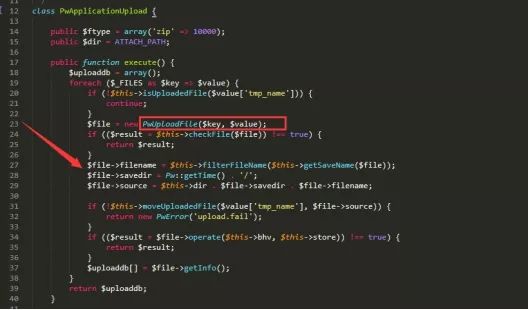 12 class PwApplicationUpload {
13
14 public $ftype = array('zip' => 10000);
15 public $dir = ATTACH_PATH;
16
17 public function execute() {
18 $uploaddb = array();
19 foreach ($_FILES as $key => $value) {
20 if (!$this->isUploadedFile($value['tmp_name'])) {
21 continue;
22 }
23 $file = new PwUploadFile($key, $value);
24 if (($result = $this->checkFile($file)) !== true) {
25 return $result;
26 }
27 $file->filename = $this->filterFileName($this->getSaveName($file));
28 $file->savedir = Pw::getTime() . '/';
29 $file->source = $this->dir . $file->savedir . $file->filename;
30
31 if (!$this->moveUploadedFile($value['tmp_name'], $file->source)) {
32 return new PwError('upload.fail');
33 }
34 if (($result = $file->operate($this->bhv, $this->store)) !== true) {
35 return $result;
36 }
37 $uploaddb[] = $file->getInfo();
38 }
39 return $uploaddb;
40 }